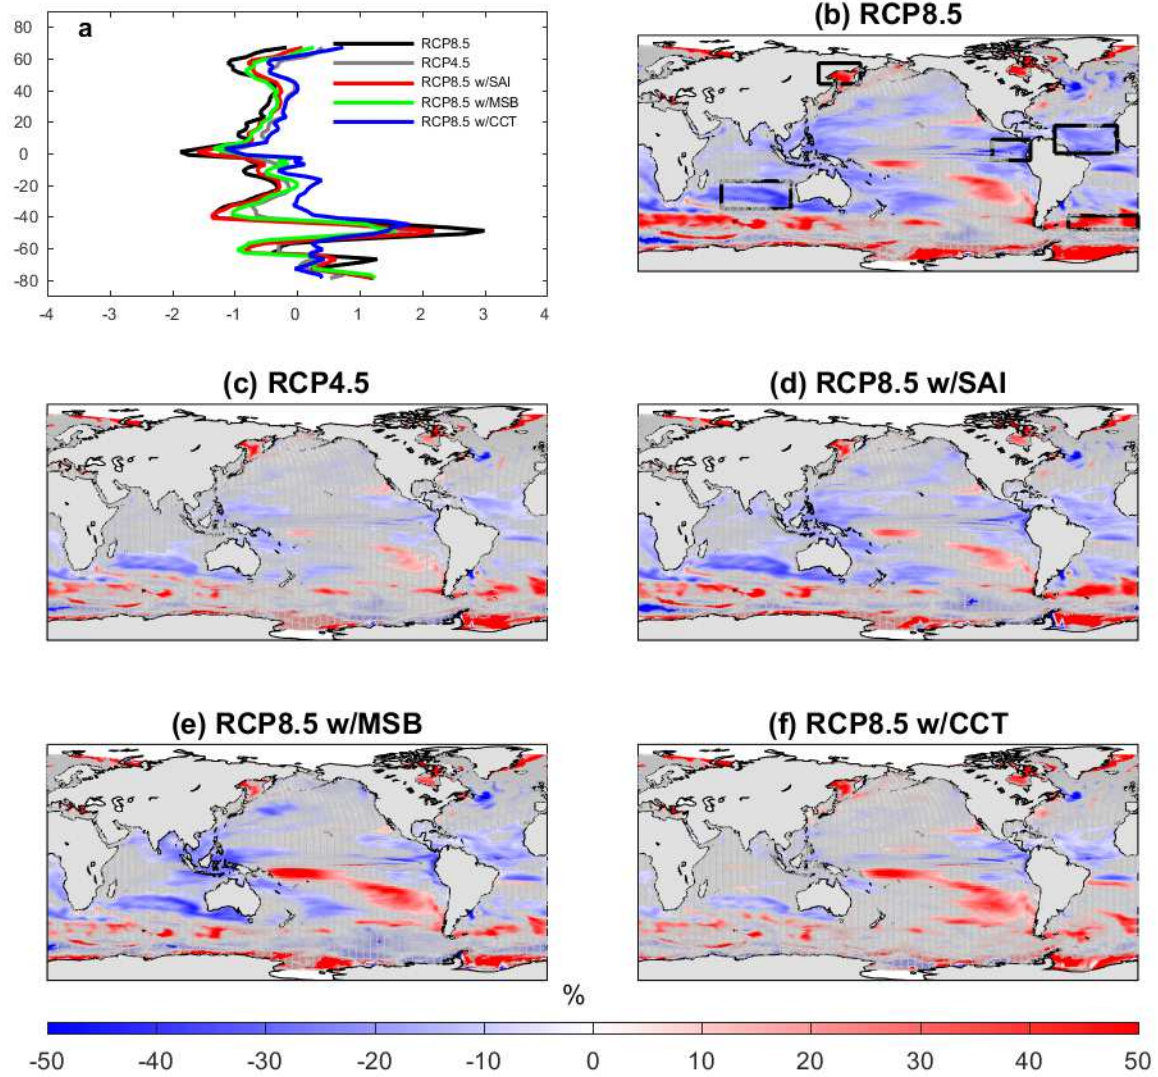 a
80
60
40
20
0
-20
-40
-60
-80
-4
-3
-2
-1
0
1
2
3
4
RCP8.5
RCP4.5
RCP8.5 w/SAI
RCP8.5 w/MSB
RCP8.5 w/CCT
(b) RCP8.5
(c) RCP4.5
(d) RCP8.5 w/SAI
(e) RCP8.5 w/MSB
(f) RCP8.5 w/CCT
%
-50 -40 -30 -20 -10 0 10 20 30 40 50